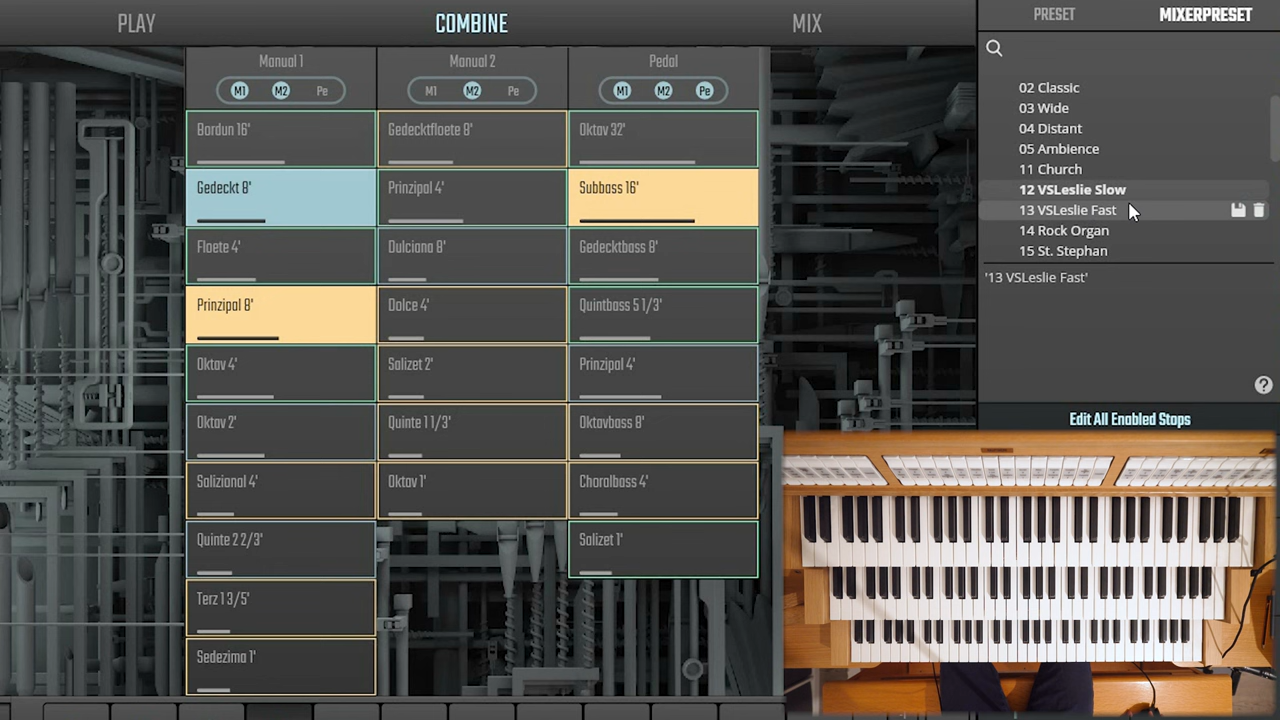 PLAY
COMBINE
MIX
PRESET
MIXERPRESET
Manual 1
Manual 2
Pedal
M1 M2 Pe
M1 M2 Pe
M1 M2 Pe
Bordun 16'
Gedeckt 8'
Floete 4'
Prinzipal 8'
Oktav 4'
Oktav 2'
Salizional 4'
Quinte 2 2/3'
Terz 1 3/5'
Sedezima 1'
Gedecktfloete 8'
Prinzipal 4'
Dulciana 8'
Dolce 4'
Salizet 2'
Quinte 1 1/3'
Oktav 1'
Oktav 32'
Subbass 16'
Gedecktbass 8'
Quintbass 5 1/3'
Prinzipal 4'
Oktavbass 8'
Choralbass 4'
Salizet 1'
02 Classic
03 Wide
04 Distant
05 Ambience
11 Church
12 VSLeslie Slow
13 VSLeslie Fast
14 Rock Organ
15 St. Stephan
'13 VSLeslie Fast'
?
Edit All Enabled Stops